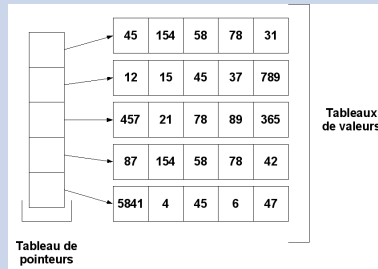 45 154 58 78 31
12 15 45 37 789
457 21 78 89 365
87 154 58 78 42
5841 4 45 6 47
Tableaux
de valeurs
Tableau de
pointeurs